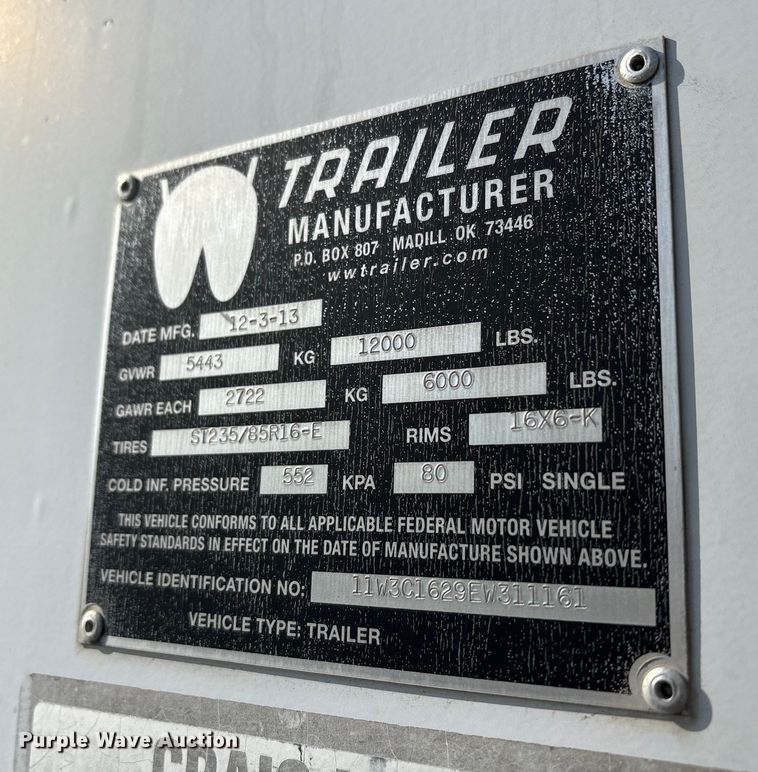 W TRAILER
MANUFACTURER
P.O. BOX 807 MADILL OK 73446
wwtrailer.com
DATE MFG. 12-3-13
GVWR 5443 KG 12000 LBS.
GAWR EACH 2722 KG 6000 LBS.
TIRES ST235/85R16-E RIMS 16X6-K
COLD INF. PRESSURE 552 KPA 80 PSI SINGLE
THIS VEHICLE CONFORMS TO ALL APPLICABLE FEDERAL MOTOR VEHICLE
SAFETY STANDARDS IN EFFECT ON THE DATE OF MANUFACTURE SHOWN ABOVE.
VEHICLE IDENTIFICATION NO: 11W3C1629EW311161
VEHICLE TYPE: TRAILER
Purple Wave Auction